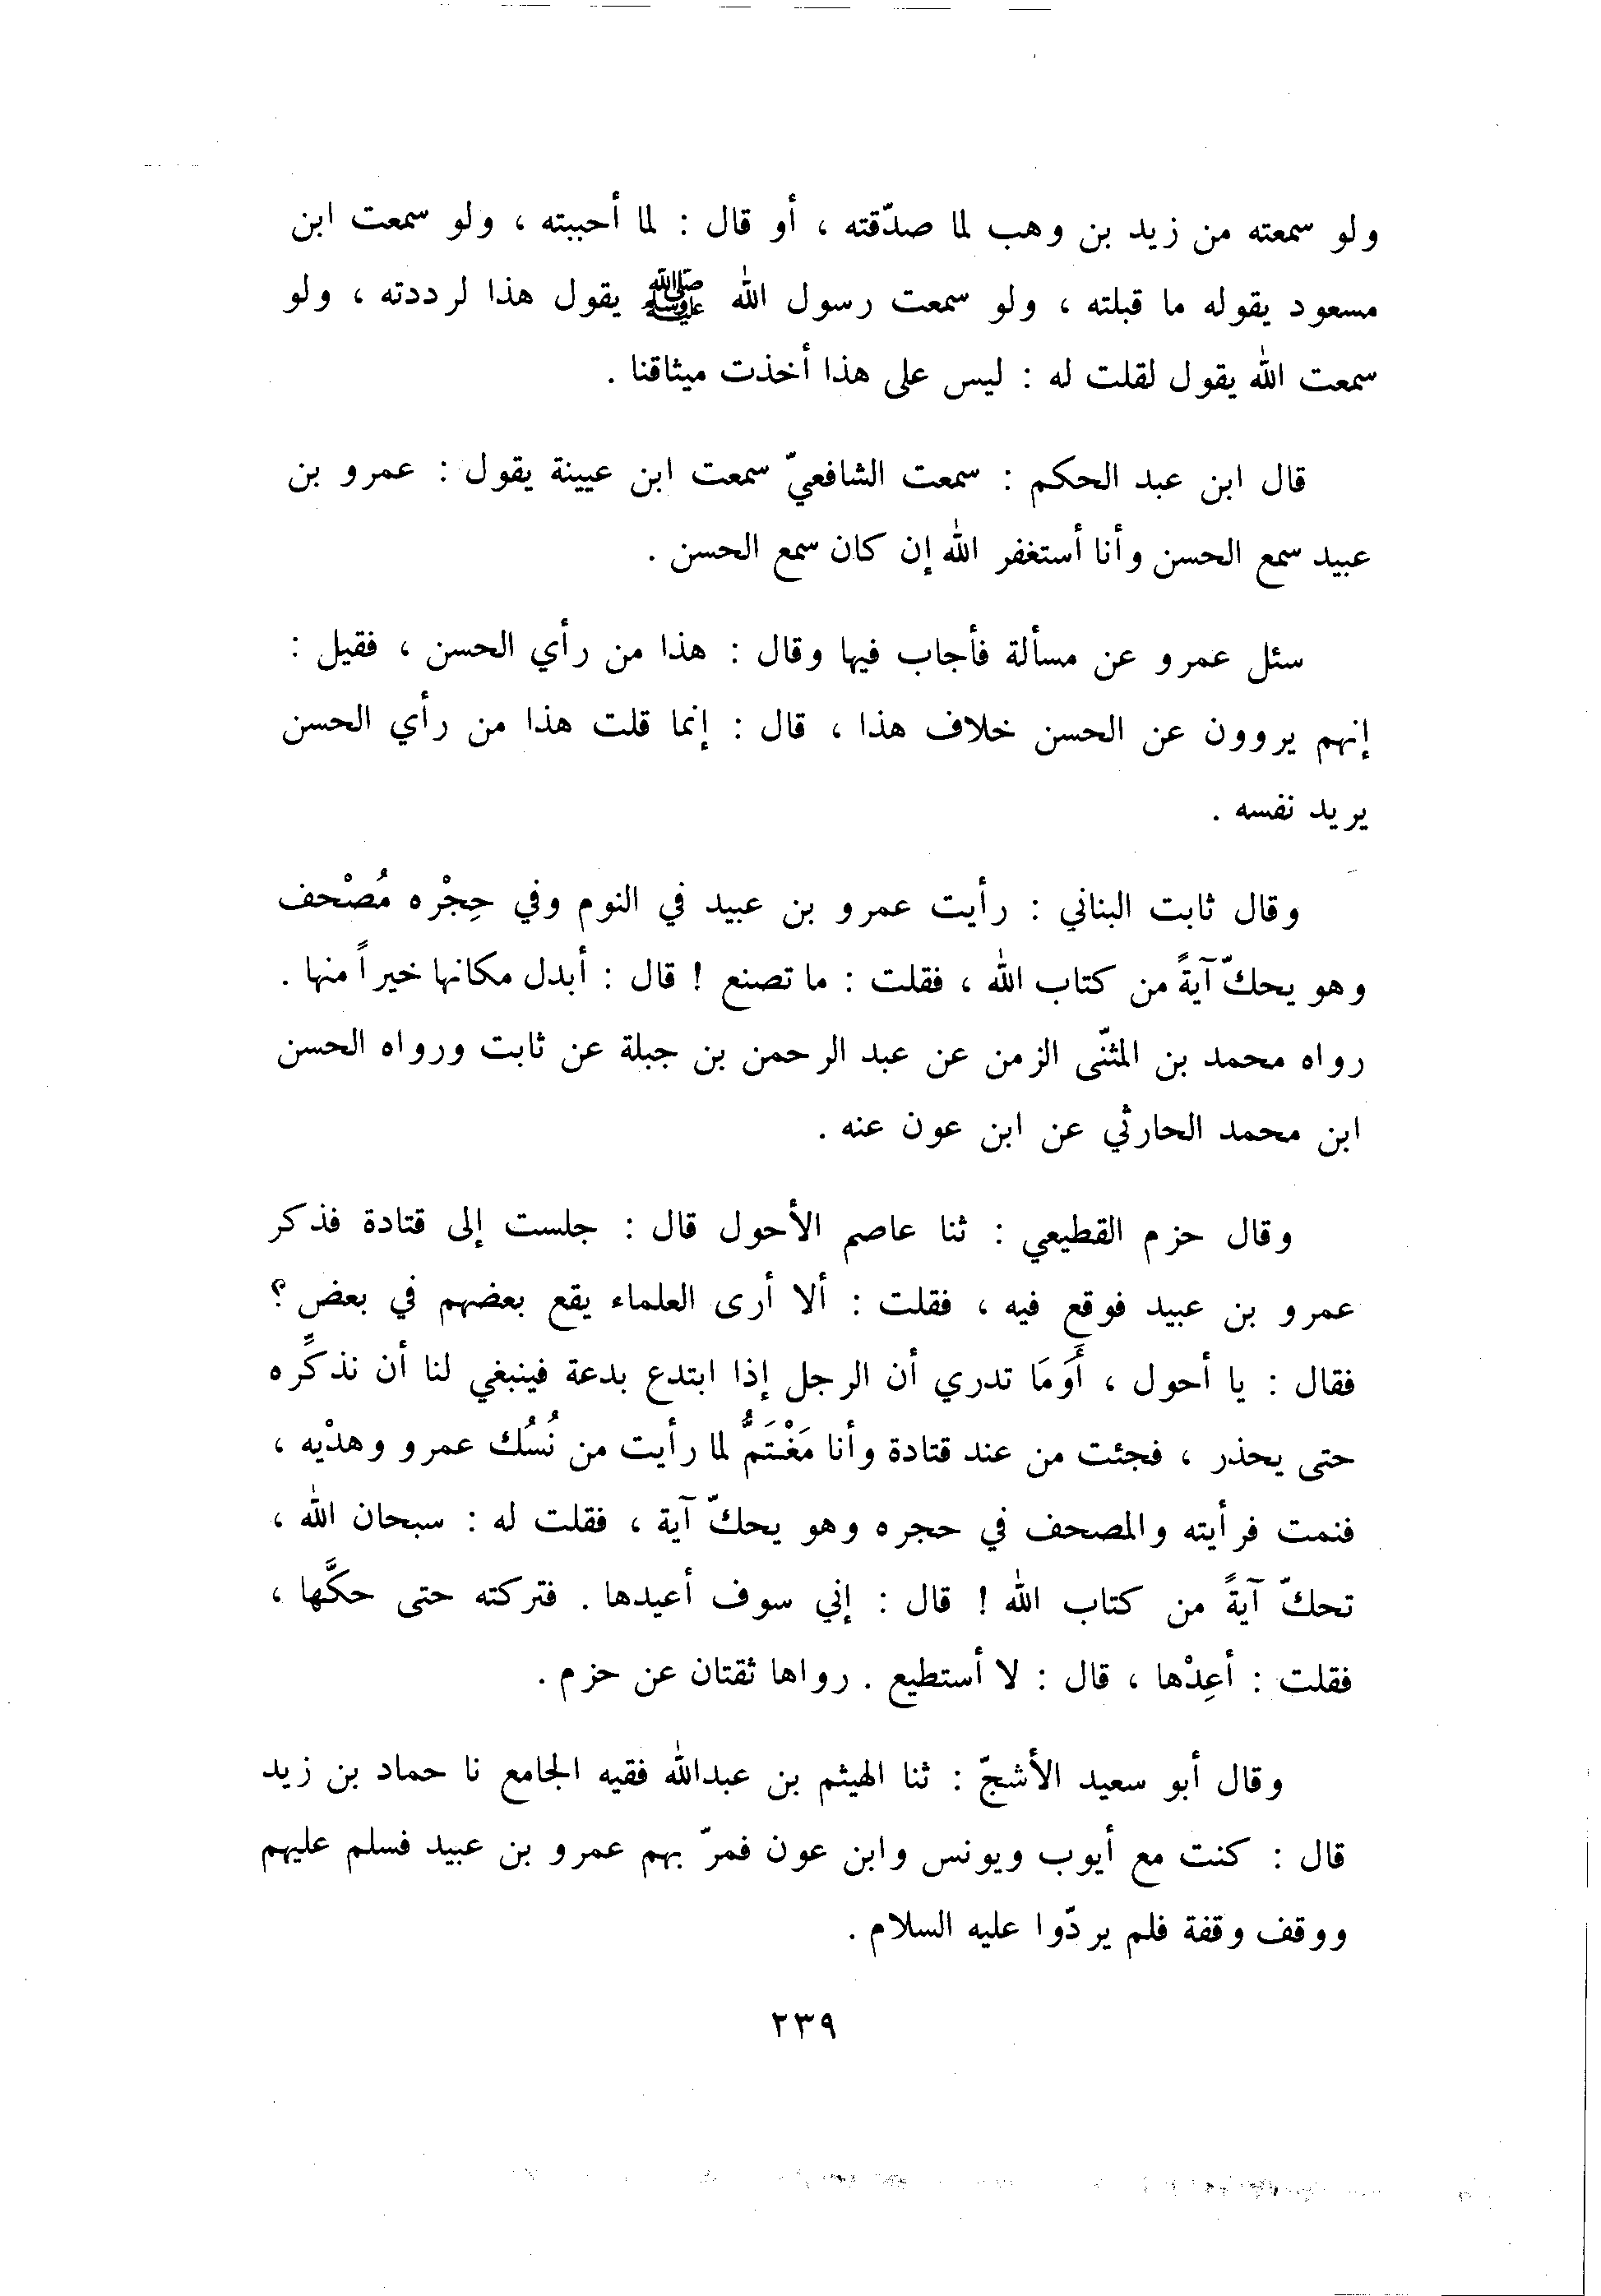 ولو سمعته من زيد بن وهب لما صدّقته ، أو قال : لما أحببته ، ولو سمعت ابن
مسعود يقوله ما قبلته ، ولو سمعت رسول الله ﷺ يقول هذا لرددته ، ولو
سمعت الله يقول لقلت له : ليس على هذا أخذت ميثاقنا .
قال ابن عبد الحكم : سمعت الشافعيّ سمعت ابن عيينة يقول : عمرو بن
عبيد سمع الحسن وأنا أستغفر الله إن كان سمع الحسن .
سئل عمرو عن مسألة فأجاب فيها وقال : هذا من رأي الحسن ، فقيل :
إنهم يروون عن الحسن خلاف هذا ، قال : إنما قلت هذا من رأي الحسن
يريد نفسه .
وقال ثابت البناني : رأيت عمرو بن عبيد في النوم وفي حِجْره مُصْحف
وهو يحكّ آيةً من كتاب الله ، فقلت : ما تصنع ! قال : أبدل مكانها خيراً منها .
رواه محمد بن المثنّى الزمن عن عبد الرحمن بن جبلة عن ثابت ورواه الحسن
ابن محمد الحارثي عن ابن عون عنه .
وقال حزم القطيعي : ثنا عاصم الأحول قال : جلست إلى قتادة فذكر
عمرو بن عبيد فوقع فيه ، فقلت : ألا أرى العلماء يقع بعضهم في بعض ؟
فقال : يا أحول ، أَوَمَا تدري أن الرجل إذا ابتدع بدعة فينبغي لنا أن نذكّره
حتى يحذر ، فجئت من عند قتادة وأنا مَغْتَمٌّ لما رأيت من نُسُك عمرو وهدْيه ،
فنمت فرأيته والمصحف في حجره وهو يحكّ آية ، فقلت له : سبحان الله ،
تحكّ آيةً من كتاب الله ! قال : إني سوف أعيدها . فتركته حتى حكَّها ،
فقلت : أعِدْها ، قال : لا أستطيع . رواها ثقتان عن حزم .
وقال أبو سعيد الأشجّ : ثنا الهيثم بن عبدالله فقيه الجامع نا حماد بن زيد
قال : كنت مع أيوب ويونس وابن عون فمرّ بهم عمرو بن عبيد فسلم عليهم
ووقف وقفة فلم يردّوا عليه السلام .
٢٣٩